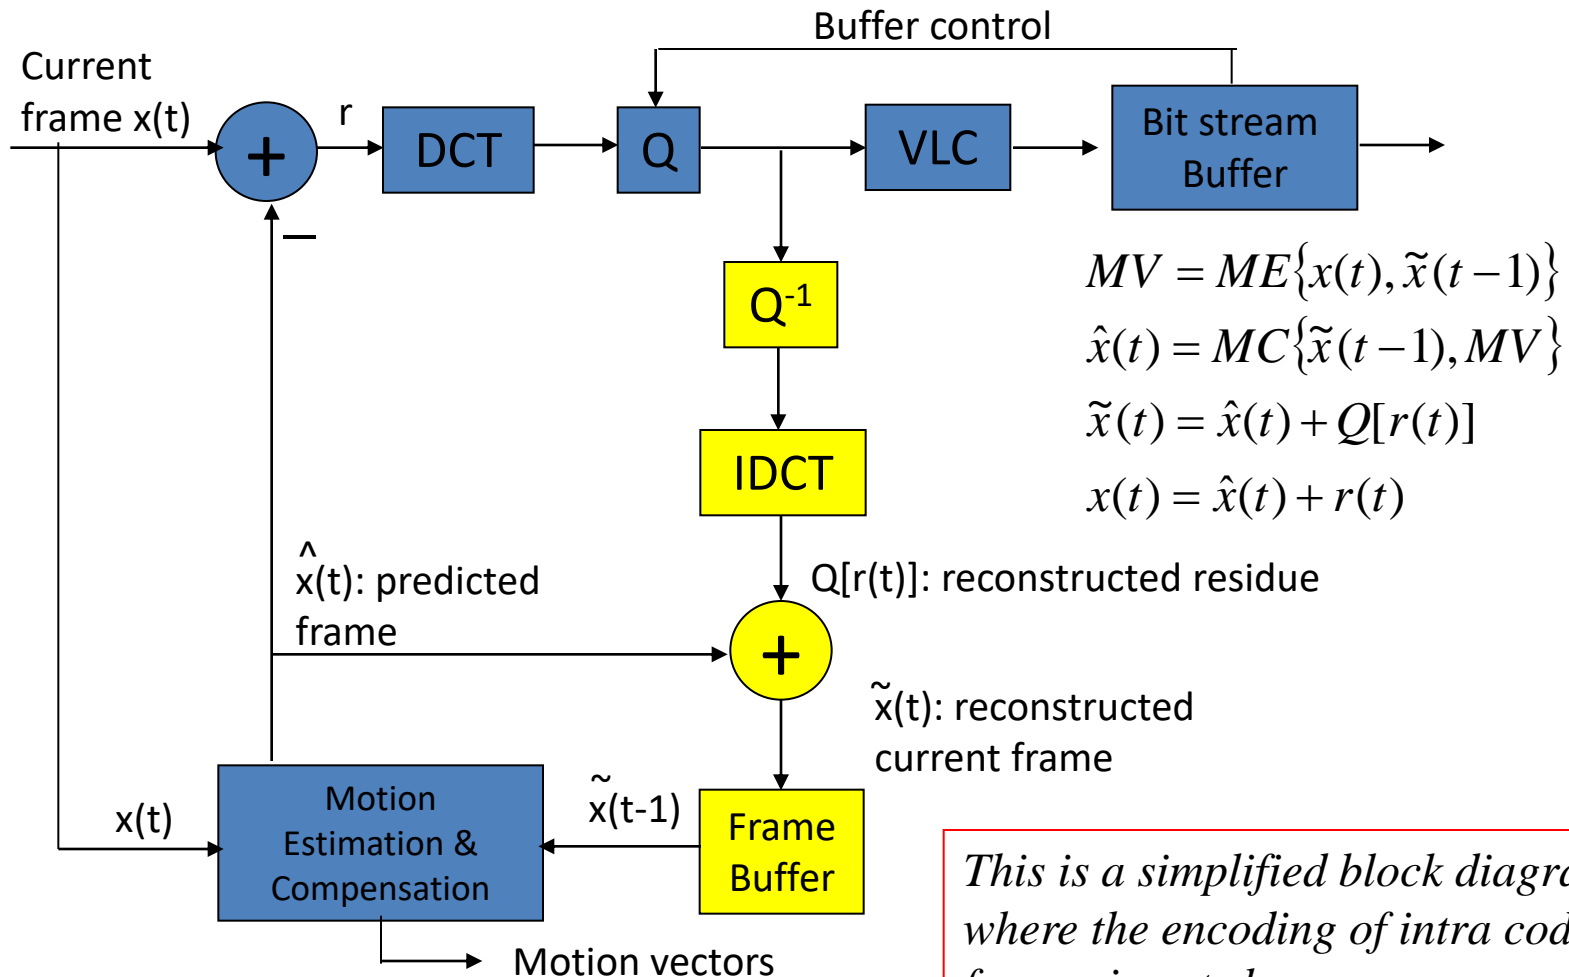 Buffer control
Current
frame x(t)
r
+
DCT
Q
VLC
Bit stream
Buffer
—
Q⁻¹
MV = ME{x(t), x̃(t−1)}
x̂(t) = MC{x̃(t−1), MV}
x̃(t) = x̂(t) + Q[r(t)]
x(t) = x̂(t) + r(t)
IDCT
x̂(t): predicted
frame
Q[r(t)]: reconstructed residue
+
x̃(t): reconstructed
current frame
x(t)
Motion
Estimation &
Compensation
x̃(t-1)
Frame
Buffer
Motion vectors
This is a simplified block
where the encoding of intra